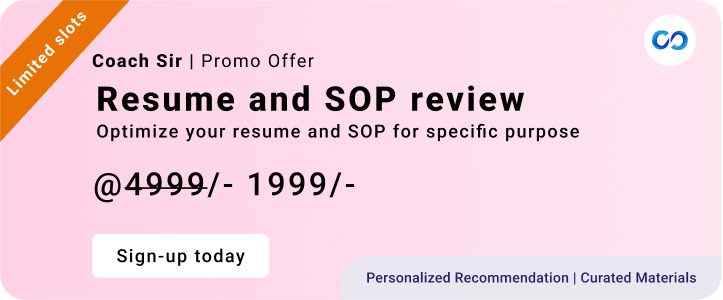 Limited slots
Coach Sir | Promo Offer
Resume and SOP review
Optimize your resume and SOP for specific purpose
@4999/- 1999/-
Sign-up today
Personalized Recommendation | Curated Materials